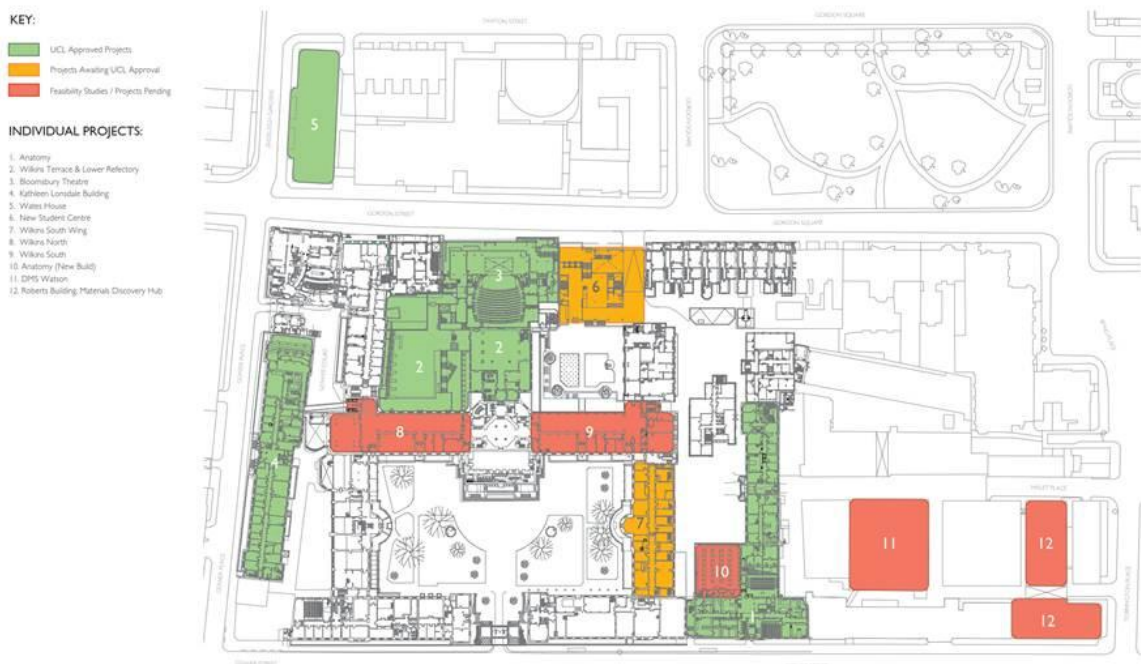 KEY:
UCL Approved Projects
Projects Awaiting UCL Approval
Feasibility Studies / Projects Pending
INDIVIDUAL PROJECTS:
1. Anatomy
2. Wilkins Terrace & Lower Refectory
3. Bloomsbury Theatre
4. Kathleen Lonsdale Building
5. Wates House
6. New Student Centre
7. Wilkins South Wing
8. Wilkins North
9. Wilkins South
10. Anatomy (New Build)
11. DMS Watson
12. Roberts Building; Materials Discovery Hub
GORDON SQUARE
5
GORDON SQUARE
GORDON STREET
GORDON SQUARE
3
6
2
2
8
9
4
7
11
12
10
1
12